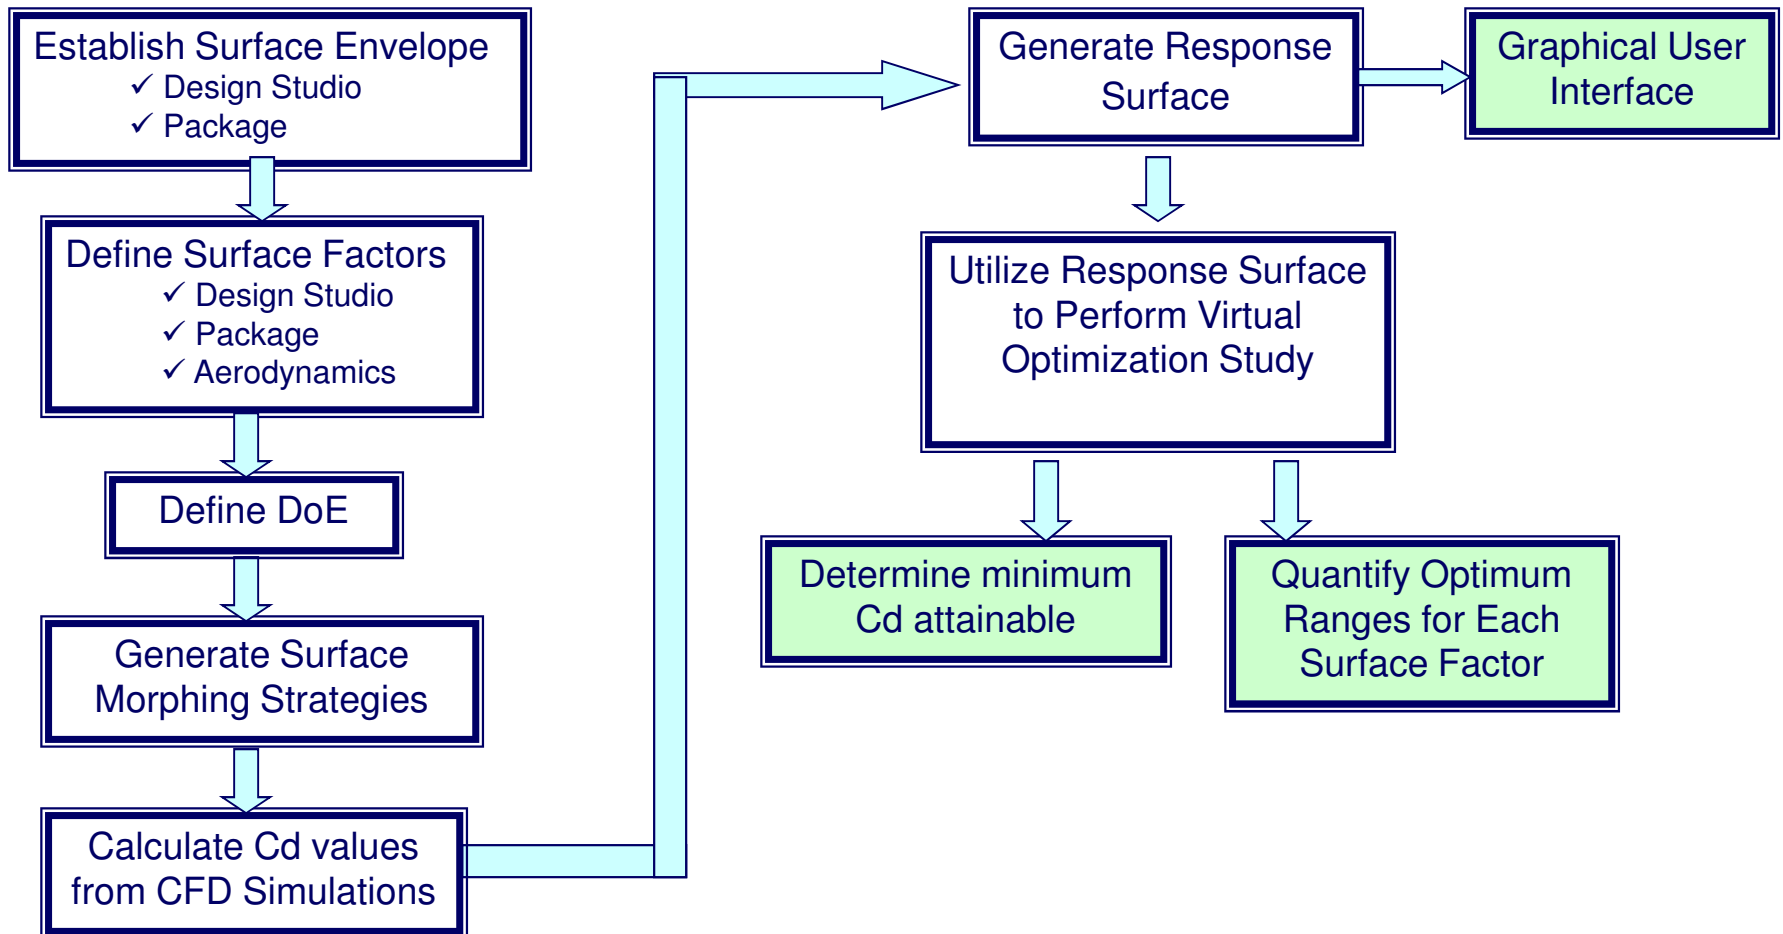 Establish Surface Envelope
✓ Design Studio
✓ Package
Define Surface Factors
✓ Design Studio
✓ Package
✓ Aerodynamics
Define DoE
Generate Surface
Morphing Strategies
Calculate Cd values
from CFD Simulations
Generate Response
Surface
Graphical User
Interface
Utilize Response Surface
to Perform Virtual
Optimization Study
Determine minimum
Cd attainable
Quantify Optimum
Ranges for Each
Surface Factor